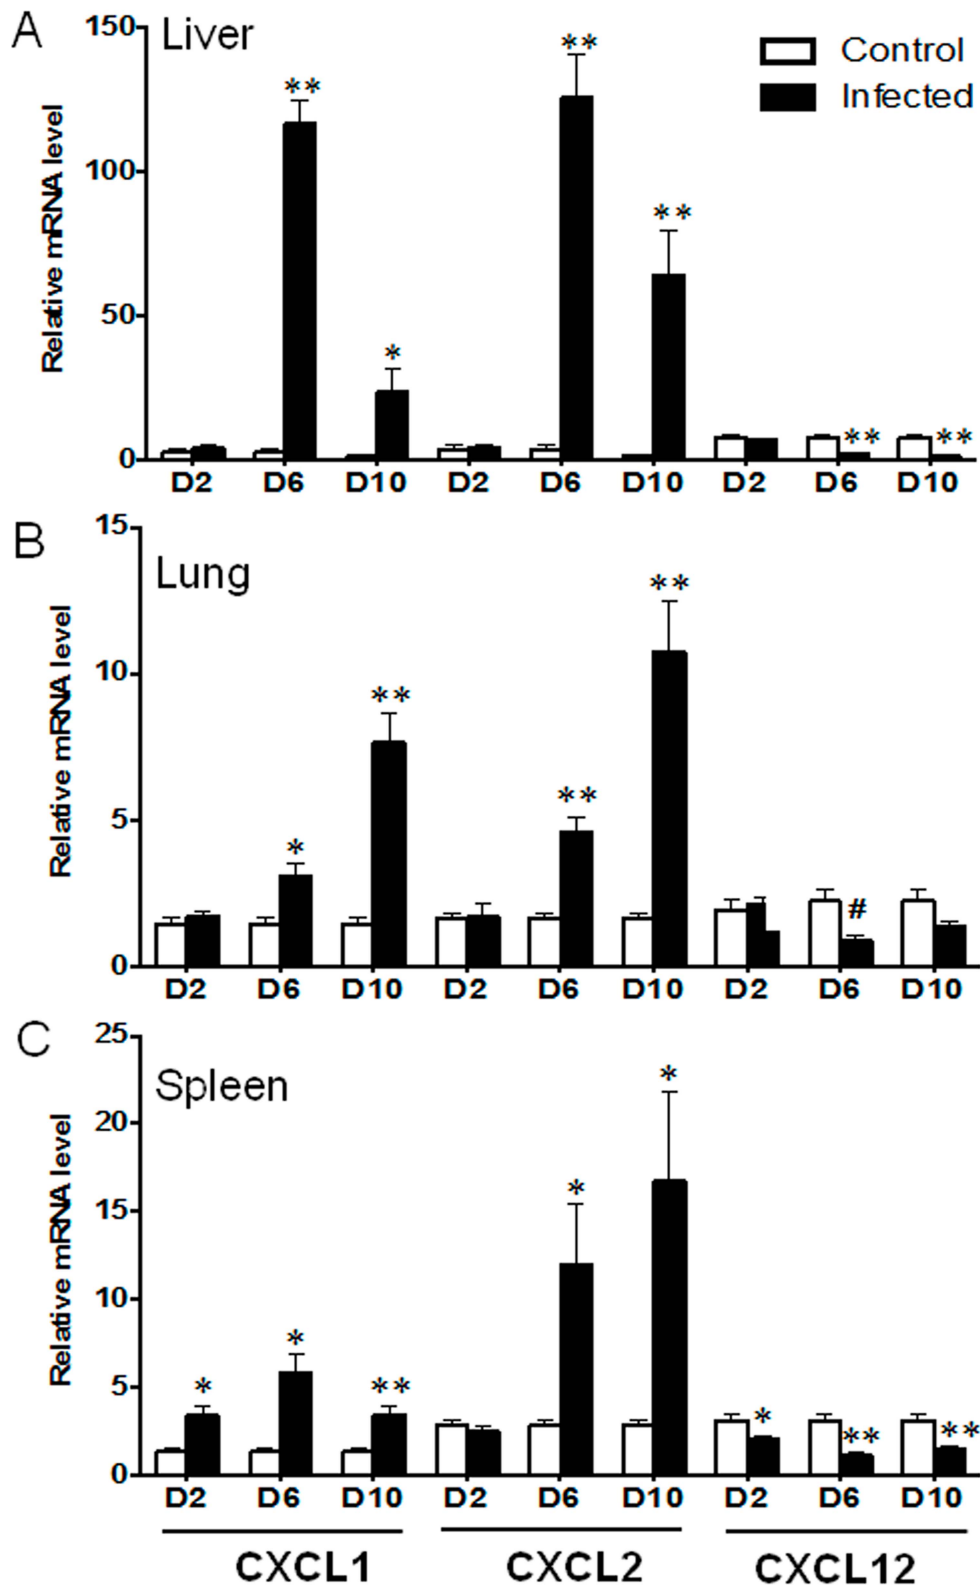 A
Liver
Control
Infected
Relative mRNA level
150
100
50
0
** * ** ** ** **
D2 D6 D10 D2 D6 D10 D2 D6 D10
B
Lung
Relative mRNA level
15
10
5
0
* ** ** ** #
D2 D6 D10 D2 D6 D10 D2 D6 D10
C
Spleen
Relative mRNA level
25
20
15
10
5
0
* * ** * * * ** **
D2 D6 D10 D2 D6 D10 D2 D6 D10
CXCL1 CXCL2 CXCL12